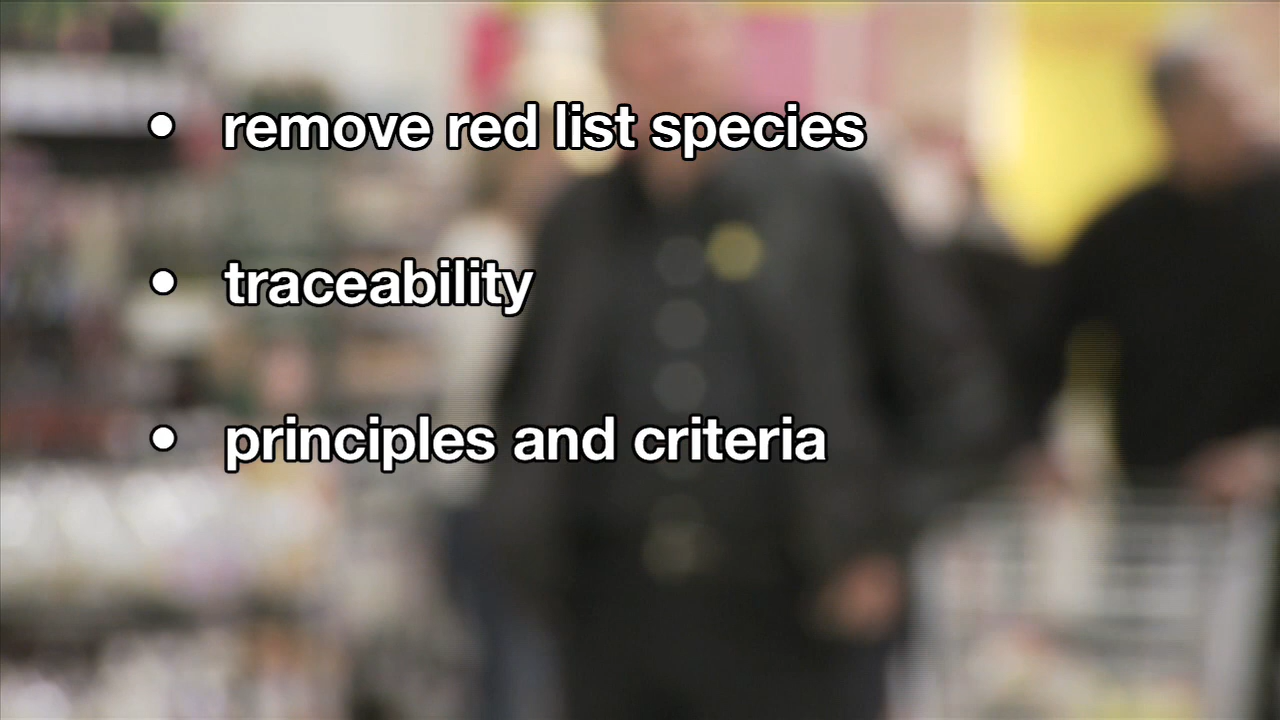 • remove red list species
• traceability
• principles and criteria